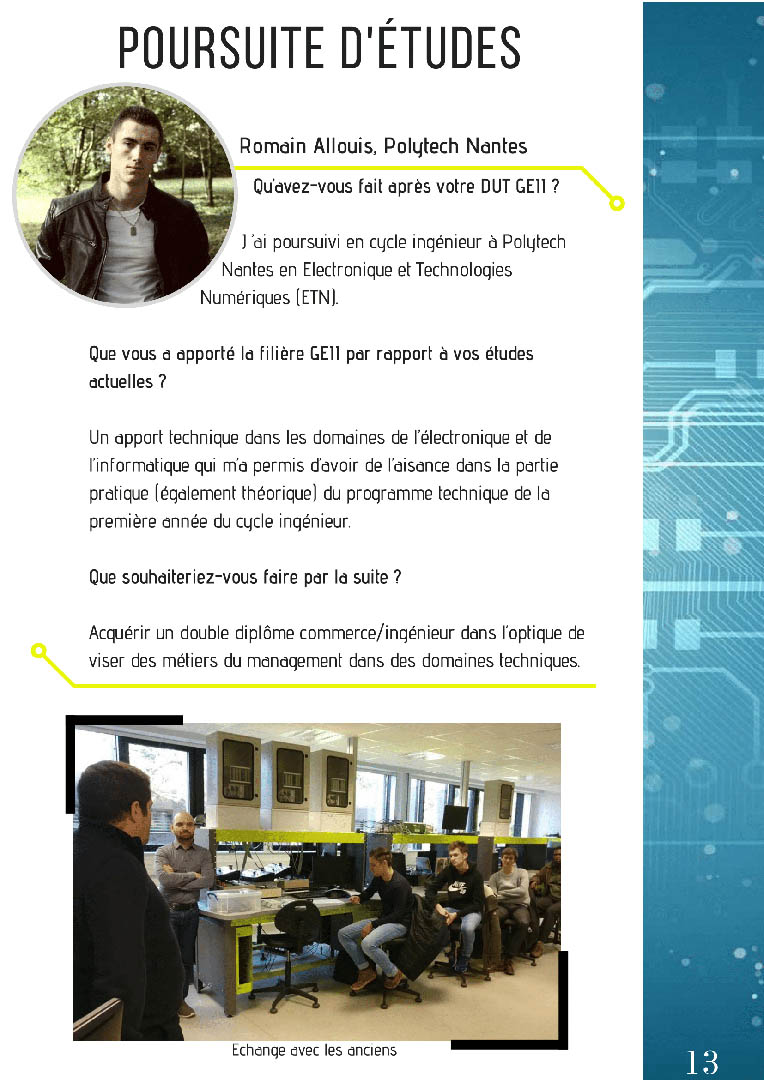 POURSUITE D'ÉTUDES
Romain Allouis, Polytech Nantes
Qu'avez-vous fait après votre DUT GEII ?
J'ai poursuivi en cycle ingénieur à Polytech
Nantes en Electronique et Technologies
Numériques (ETN).
Que vous a apporté la filière GEII par rapport à vos études
actuelles ?
Un apport technique dans les domaines de l'électronique et de
l'informatique qui m'a permis d'avoir de l'aisance dans la partie
pratique (également théorique) du programme technique de la
première année du cycle ingénieur.
Que souhaiteriez-vous faire par la suite ?
Acquérir un double diplôme commerce/ingénieur dans l'optique de
viser des métiers du management dans des domaines techniques.
Echange avec les anciens
13